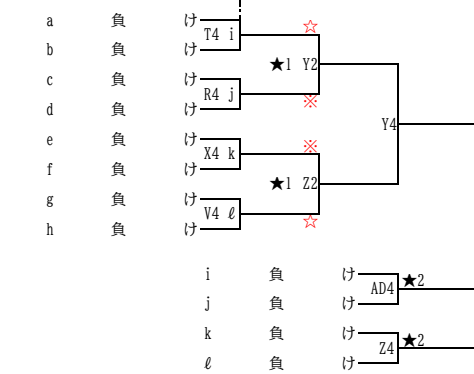 a 負 け
T4 i
☆
b 負 け
★1 Y2
c 負 け
R4 j
※
d 負 け
Y4
e 負 け
※
X4 k
f 負 け
★1 Z2
g 負 け
V4 ℓ
☆
h 負 け
i 負 け
AD4 ★2
j 負 け
k 負 け
Z4 ★2
ℓ 負 け